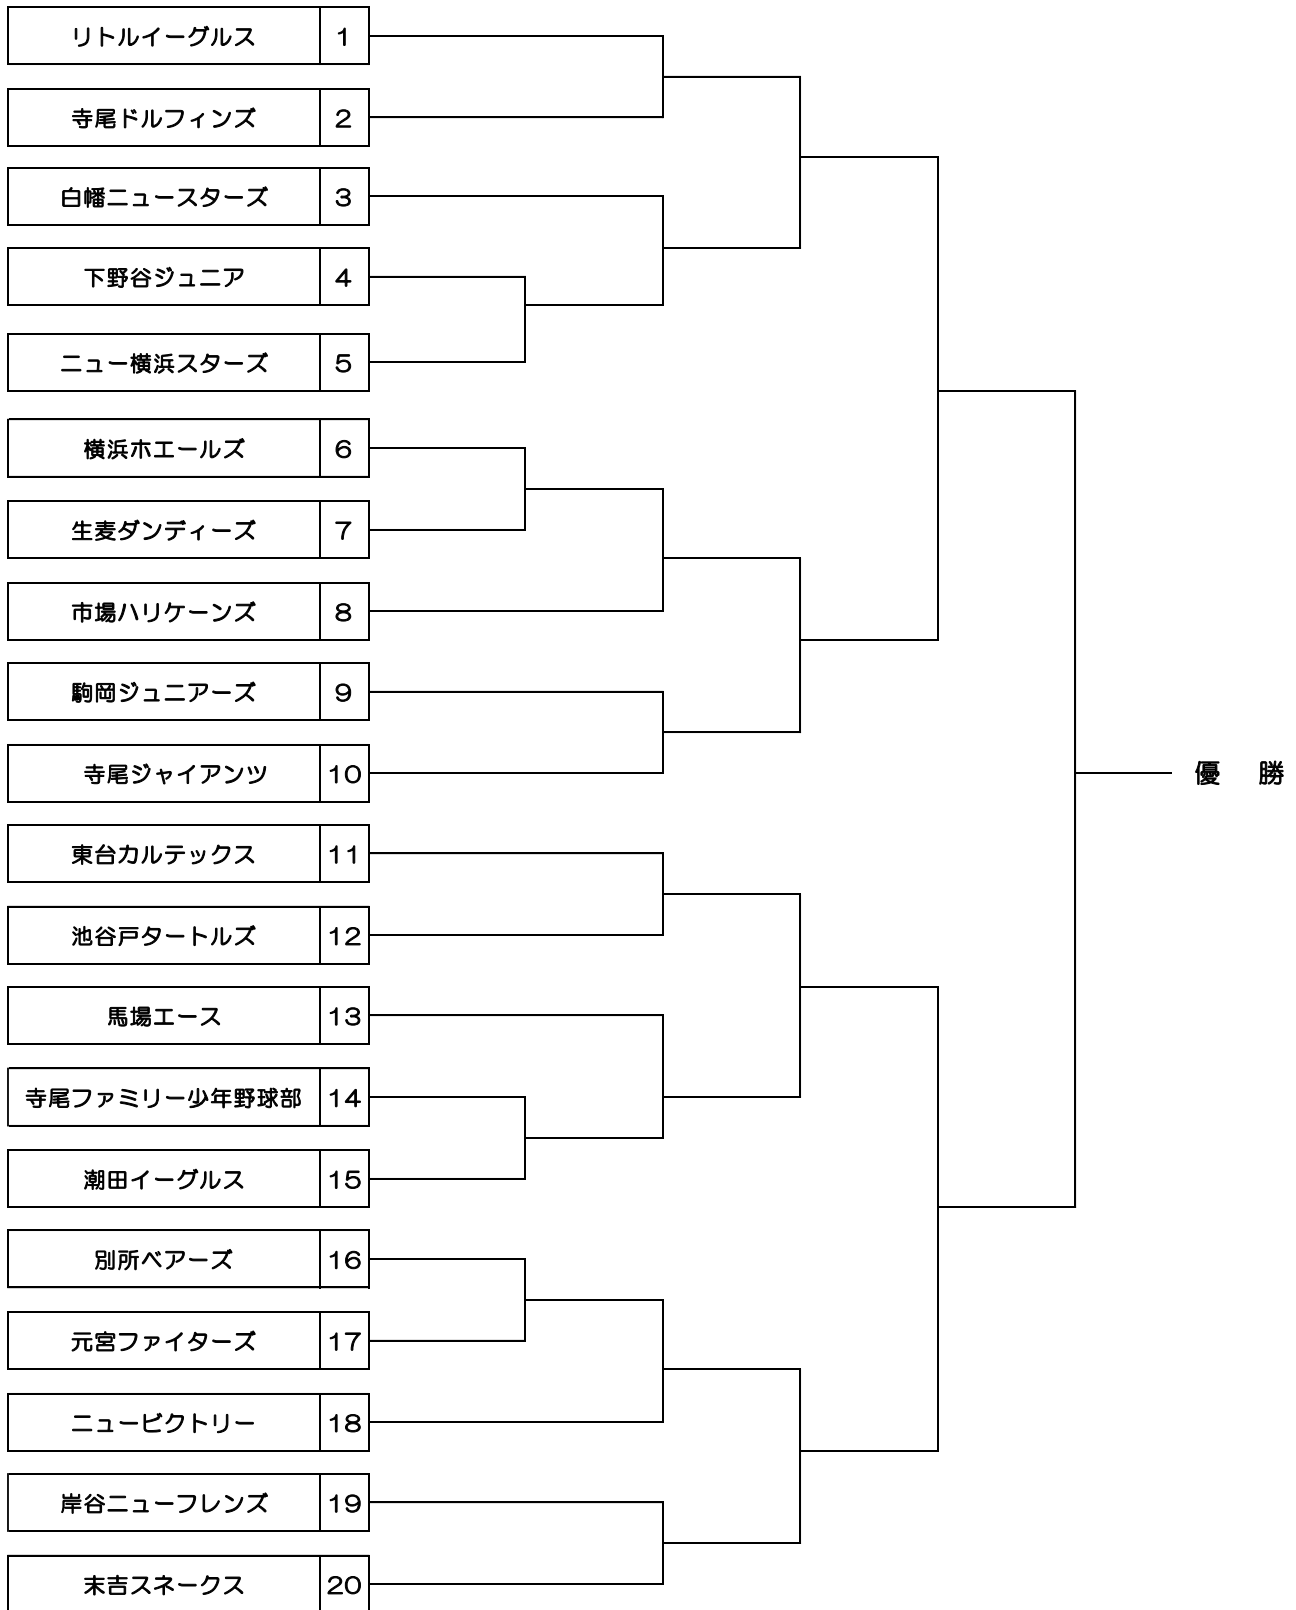 リトルイーグルス 1
寺尾ドルフィンズ 2
白幡ニュースターズ 3
下野谷ジュニア 4
ニュー横浜スターズ 5
横浜ホエールズ 6
生麦ダンディーズ 7
市場ハリケーンズ 8
駒岡ジュニアーズ 9
寺尾ジャイアンツ 10
優 勝
東台カルテックス 11
池谷戸タートルズ 12
馬場エース 13
寺尾ファミリー少年野球部 14
潮田イーグルス 15
別所ベアーズ 16
元宮ファイターズ 17
ニュービクトリー 18
岸谷ニューフレンズ 19
末吉スネークス 20